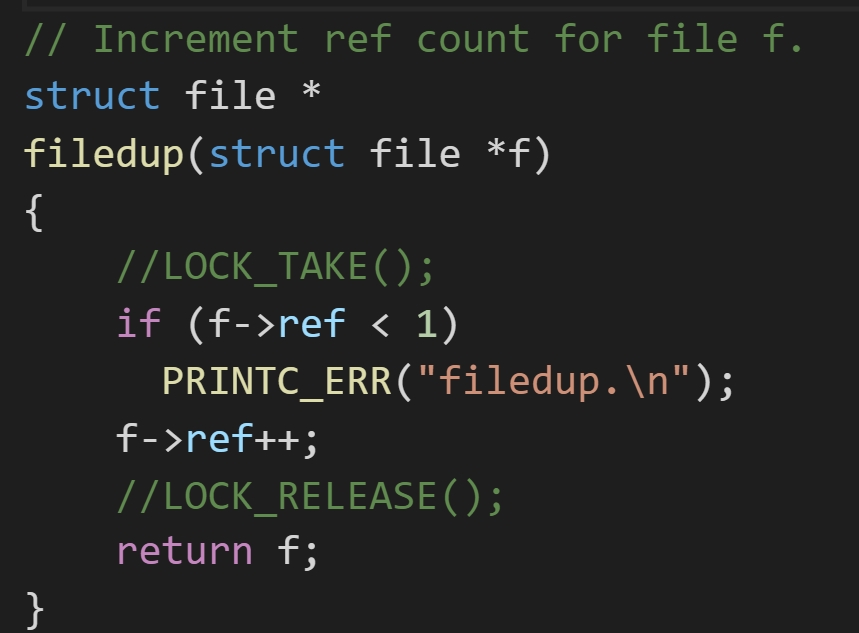 // Increment ref count for file f.
struct file *
filedup(struct file *f)
{
    //LOCK_TAKE();
    if (f->ref < 1)
      PRINTC_ERR("filedup.\n");
    f->ref++;
    //LOCK_RELEASE();
    return f;
}